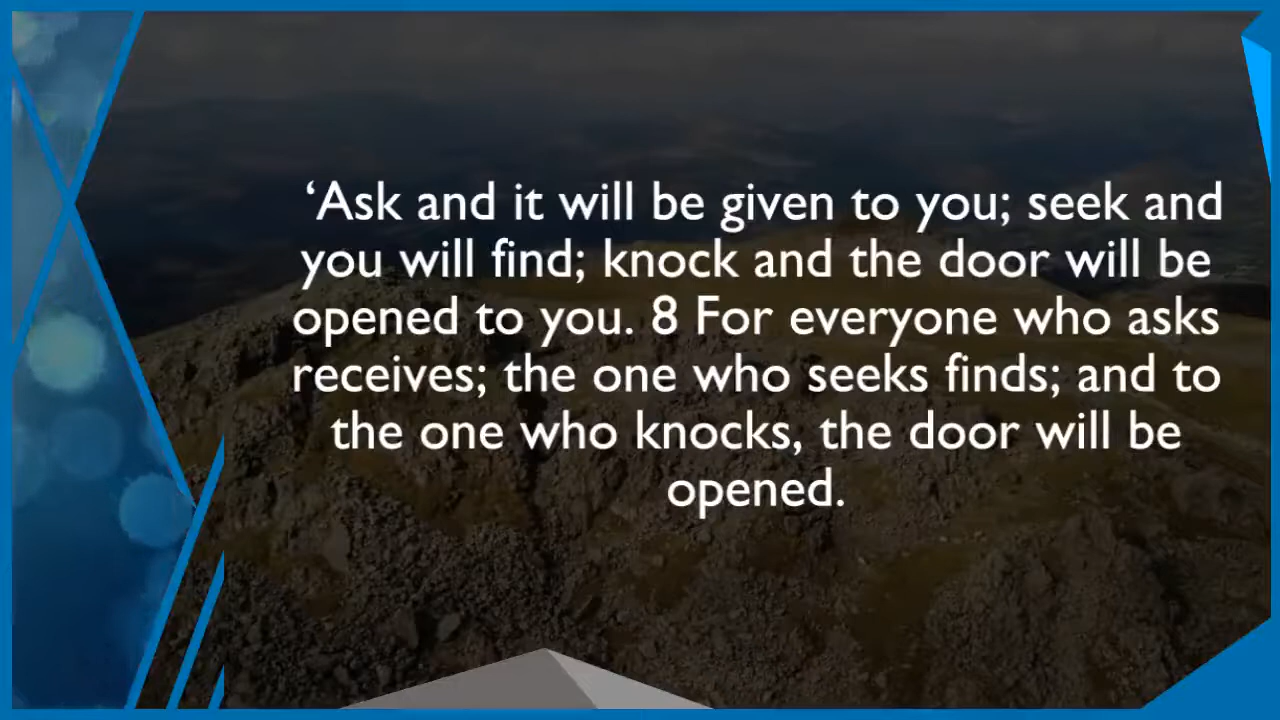 ‘Ask and it will be given to you; seek and
you will find; knock and the door will be
opened to you. 8 For everyone who asks
receives; the one who seeks finds; and to
the one who knocks, the door will be
opened.